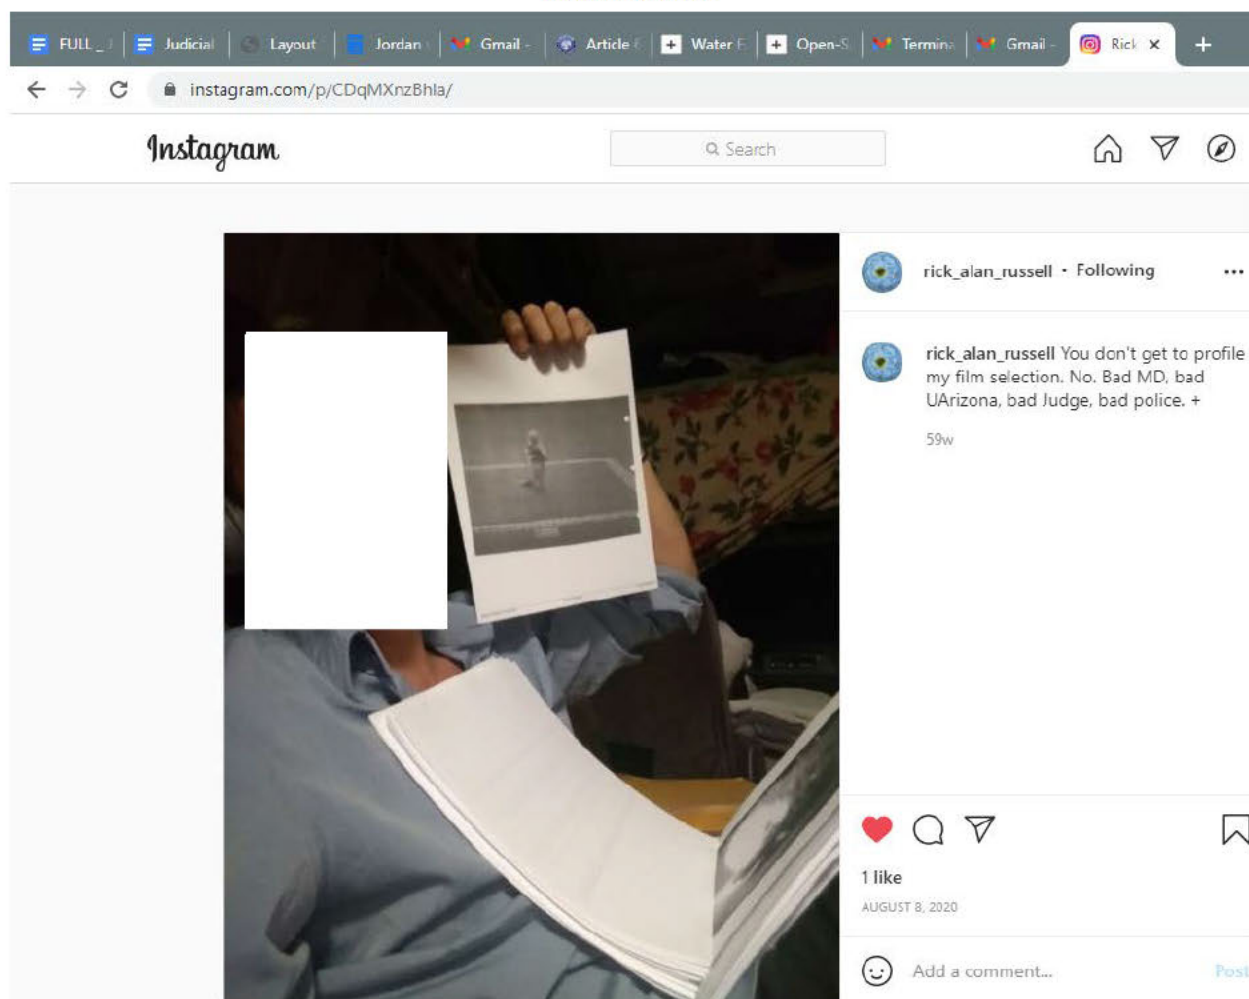 FULL_ Judicial Layout Jordan Gmail - Article Water Open-S Gmail - Rick
instagram.com/p/CDqMXnzBhla/
Instagram
Search
rick_alan_russell • Following
rick_alan_russell You don't get to profile
my film selection. No. Bad MD, bad
UArizona, bad Judge, bad police. +
59w
1 like
AUGUST 8, 2020
Add a comment...
Post